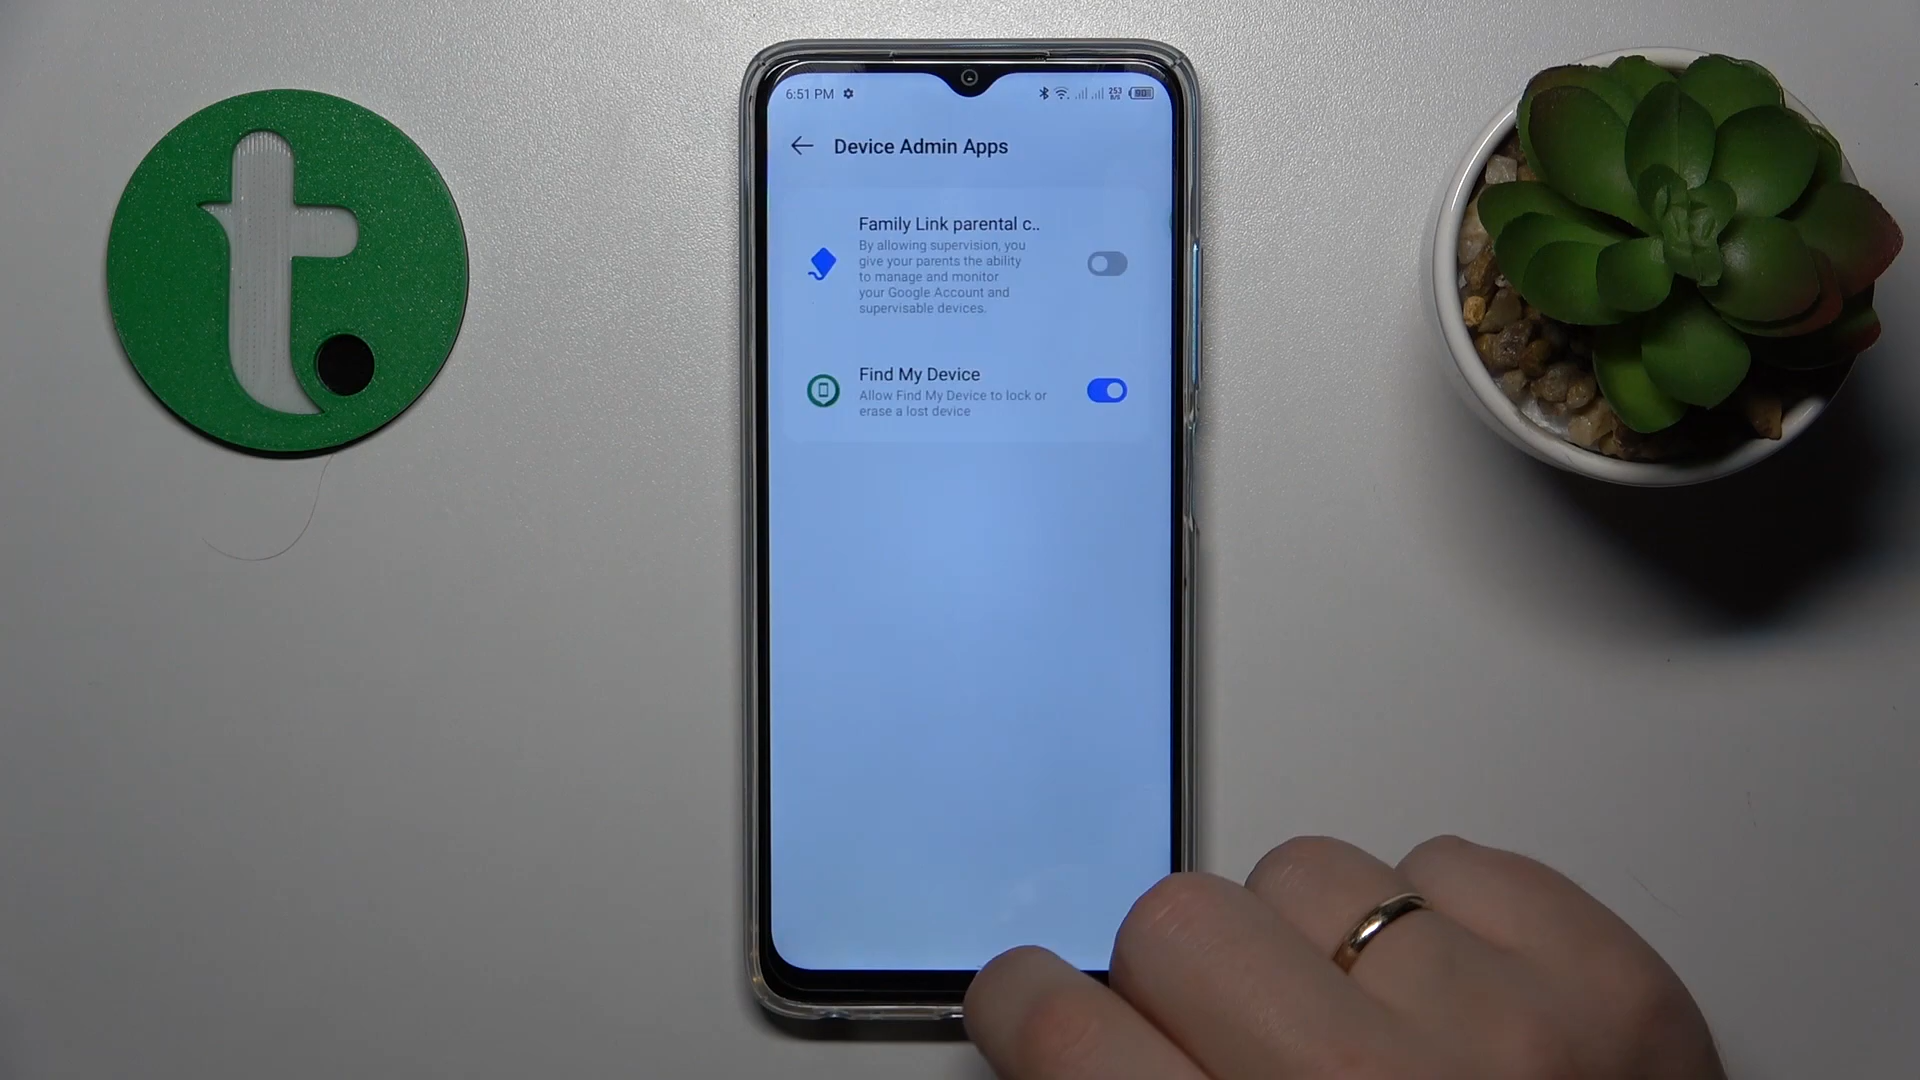 6:51 PM
253
B/S
90
Device Admin Apps
Family Link parental c..
By allowing supervision, you
give your parents the ability
to manage and monitor
your Google Account and
supervisable devices.
Find My Device
Allow Find My Device to lock or
erase a lost device
t